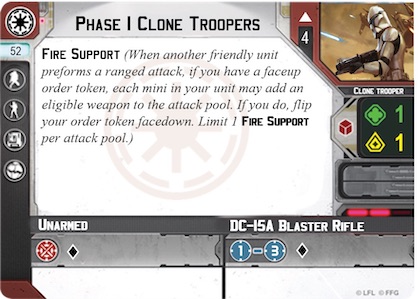 Phase I Clone Troopers
52
4
Fire Support (When another friendly unit
preforms a ranged attack, if you have a faceup
order token, each mini in your unit may add an
eligible weapon to the attack pool. If you do, flip
your order token facedown. Limit 1 Fire Support
per attack pool.)
Clone trooper
1
1
Unarmed
DC-15A Blaster Rifle
1 - 3
© LFL © FFG